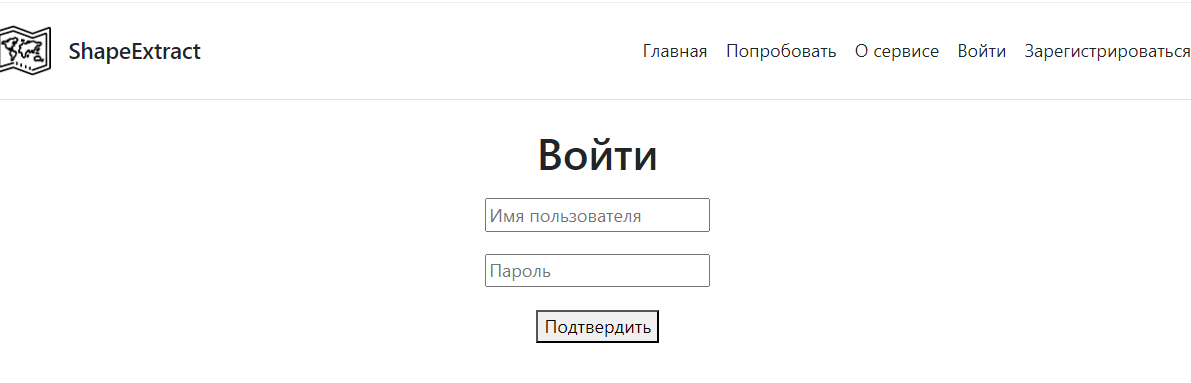 ShapeExtract
Главная Попробовать О сервисе Войти Зарегистрироваться
Войти
Имя пользователя
Пароль
Подтвердить